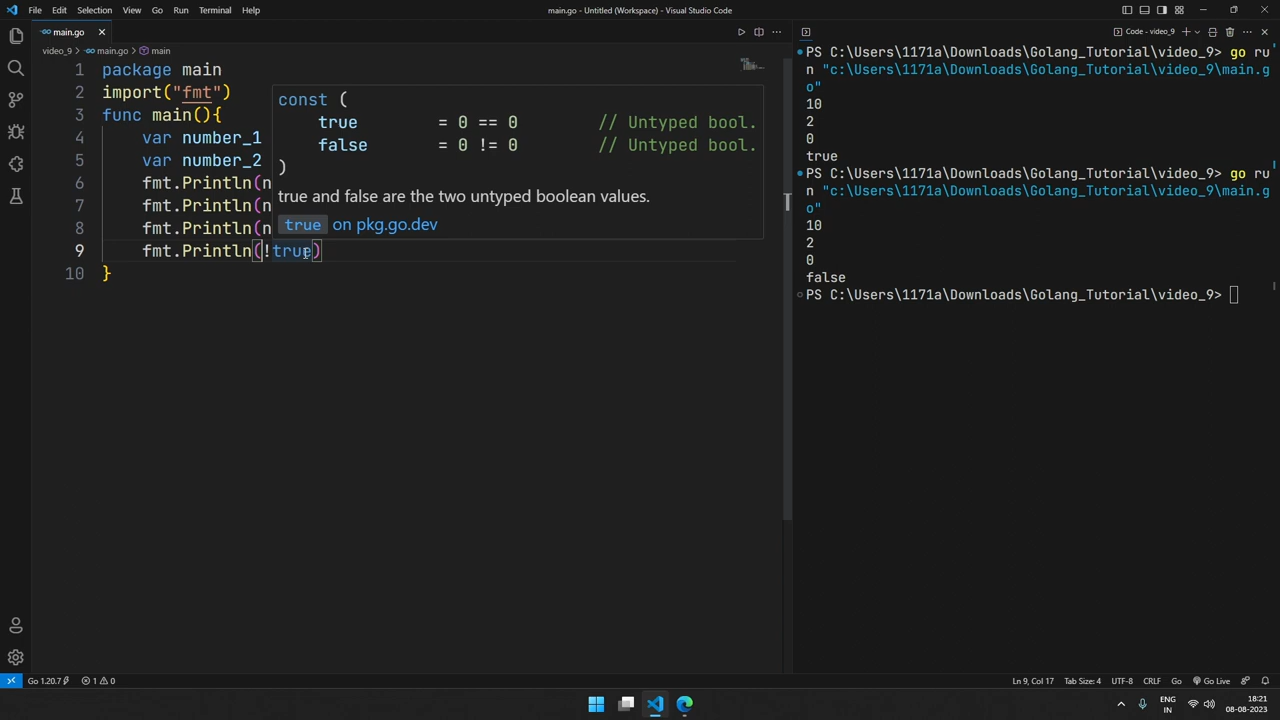 File Edit Selection View Go Run Terminal Help
main.go - Untitled (Workspace) - Visual Studio Code
main.go
Code - video_9
video_9 > main.go > main
1 package main
2 import("fmt")
3 func main(){
4 var number_1
5 var number_2
6 fmt.Println(n
7 fmt.Println(n
8 fmt.Println(n
9 fmt.Println(!true)
10 }
const (
true = 0 == 0 // Untyped bool.
false = 0 != 0 // Untyped bool.
)
true and false are the two untyped boolean values.
true on pkg.go.dev
PS C:\Users\1171a\Downloads\Golang_Tutorial\video_9> go ru
n "c:\Users\1171a\Downloads\Golang_Tutorial\video_9\main.g
o"
10
2
0
true
PS C:\Users\1171a\Downloads\Golang_Tutorial\video_9> go ru
n "c:\Users\1171a\Downloads\Golang_Tutorial\video_9\main.g
o"
10
2
0
false
PS C:\Users\1171a\Downloads\Golang_Tutorial\video_9>
Go 1.20.7 1 0
Ln 9, Col 17 Tab Size: 4 UTF-8 CRLF Go Go Live
ENG
IN
18:21
08-08-2023